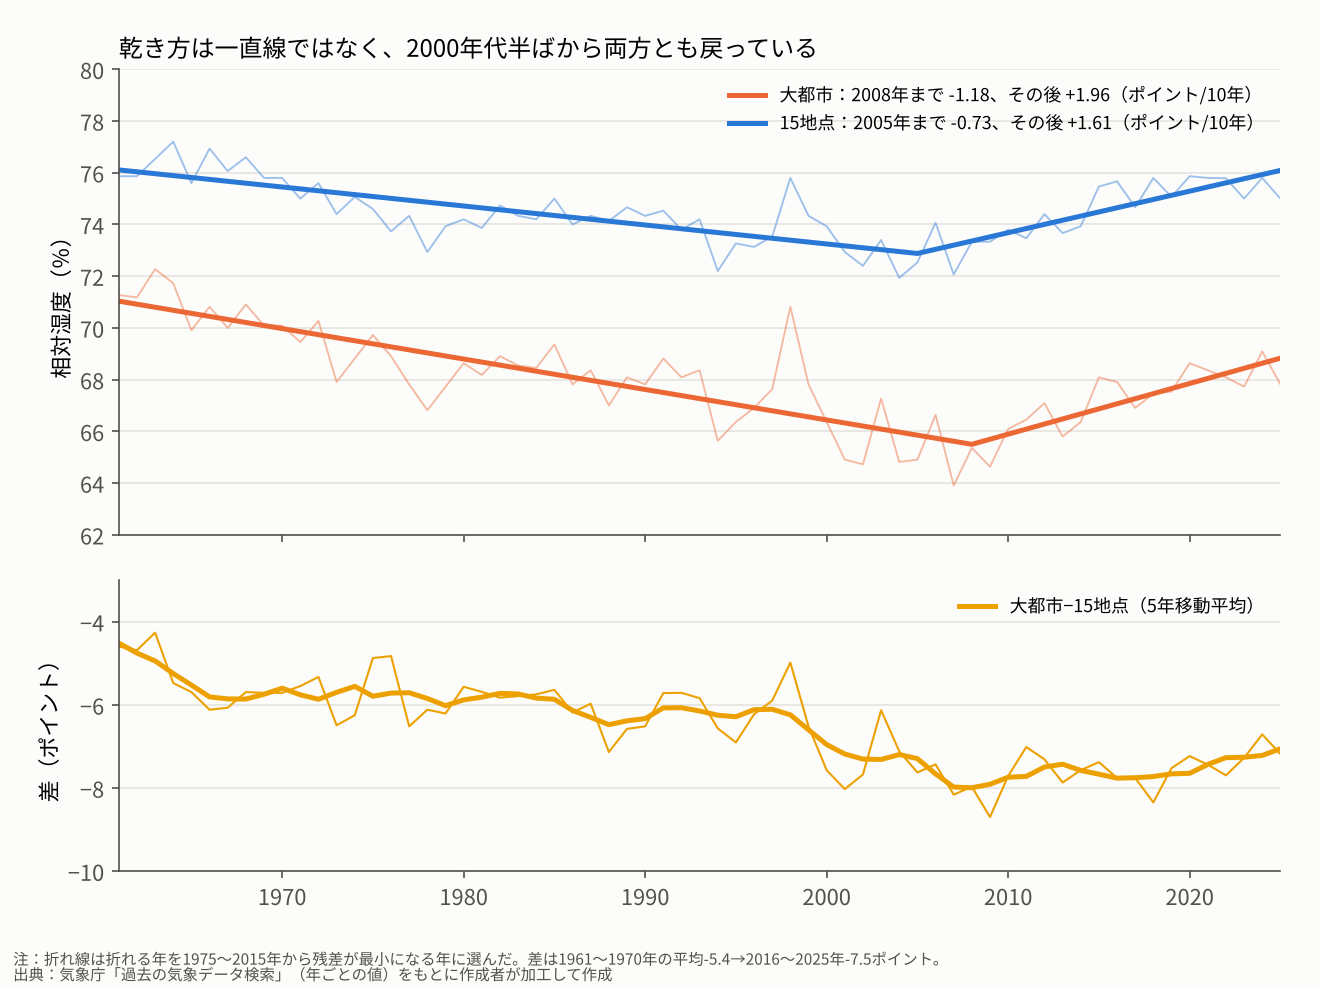 乾き方は一直線ではなく、2000年代半ばから両方とも戻っている
80
78
76
74
72
70
68
66
64
62
相対湿度（%）
大都市：2008年まで -1.18、その後 +1.96（ポイント/10年）
15地点：2005年まで -0.73、その後 +1.61（ポイント/10年）
−4
−6
−8
−10
差（ポイント）
大都市−15地点（5年移動平均）
1970 1980 1990 2000 2010 2020
注：折れ線は折れる年を1975〜2015年から残差が最小になる年に選んだ。差は1961〜1970年の平均-5.4→2016〜2025年-7.5ポイント。
出典：気象庁「過去の気象データ検索」（年ごとの値）をもとに作成者が加工して作成